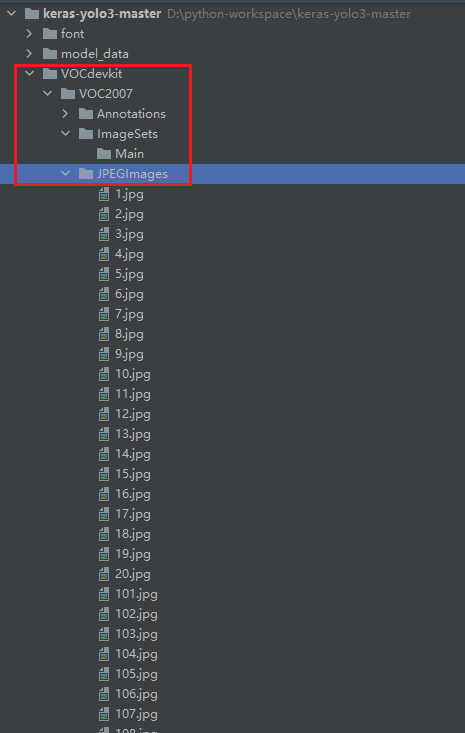 keras-yolo3-master D:\python-workspace\keras-yolo3-master
font
model_data
VOCdevkit
VOC2007
Annotations
ImageSets
Main
JPEGImages
1.jpg
2.jpg
3.jpg
4.jpg
5.jpg
6.jpg
7.jpg
8.jpg
9.jpg
10.jpg
11.jpg
12.jpg
13.jpg
14.jpg
15.jpg
16.jpg
17.jpg
18.jpg
19.jpg
20.jpg
101.jpg
102.jpg
103.jpg
104.jpg
105.jpg
106.jpg
107.jpg
108.jpg